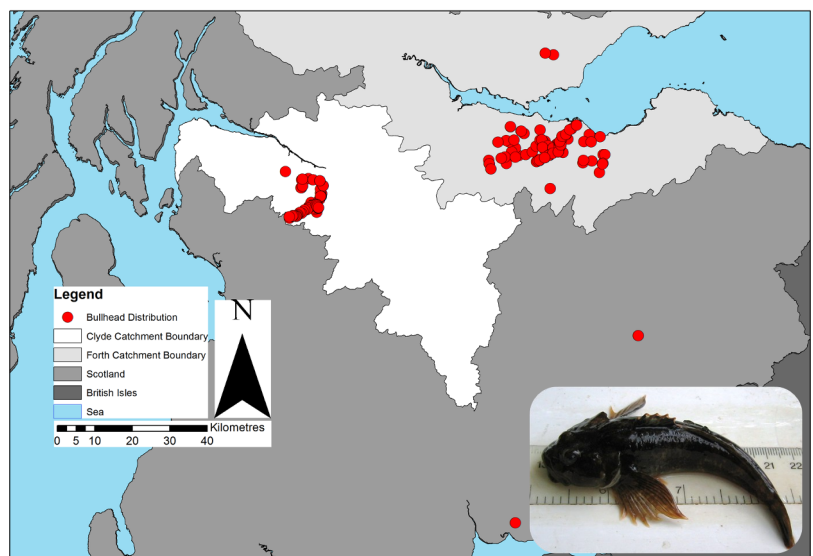 Legend
N
Bullhead Distribution
Clyde Catchment Boundary
Forth Catchment Boundary
Scotland
British Isles
Sea
0 5 10 20 30 40 Kilometres
7
21 22